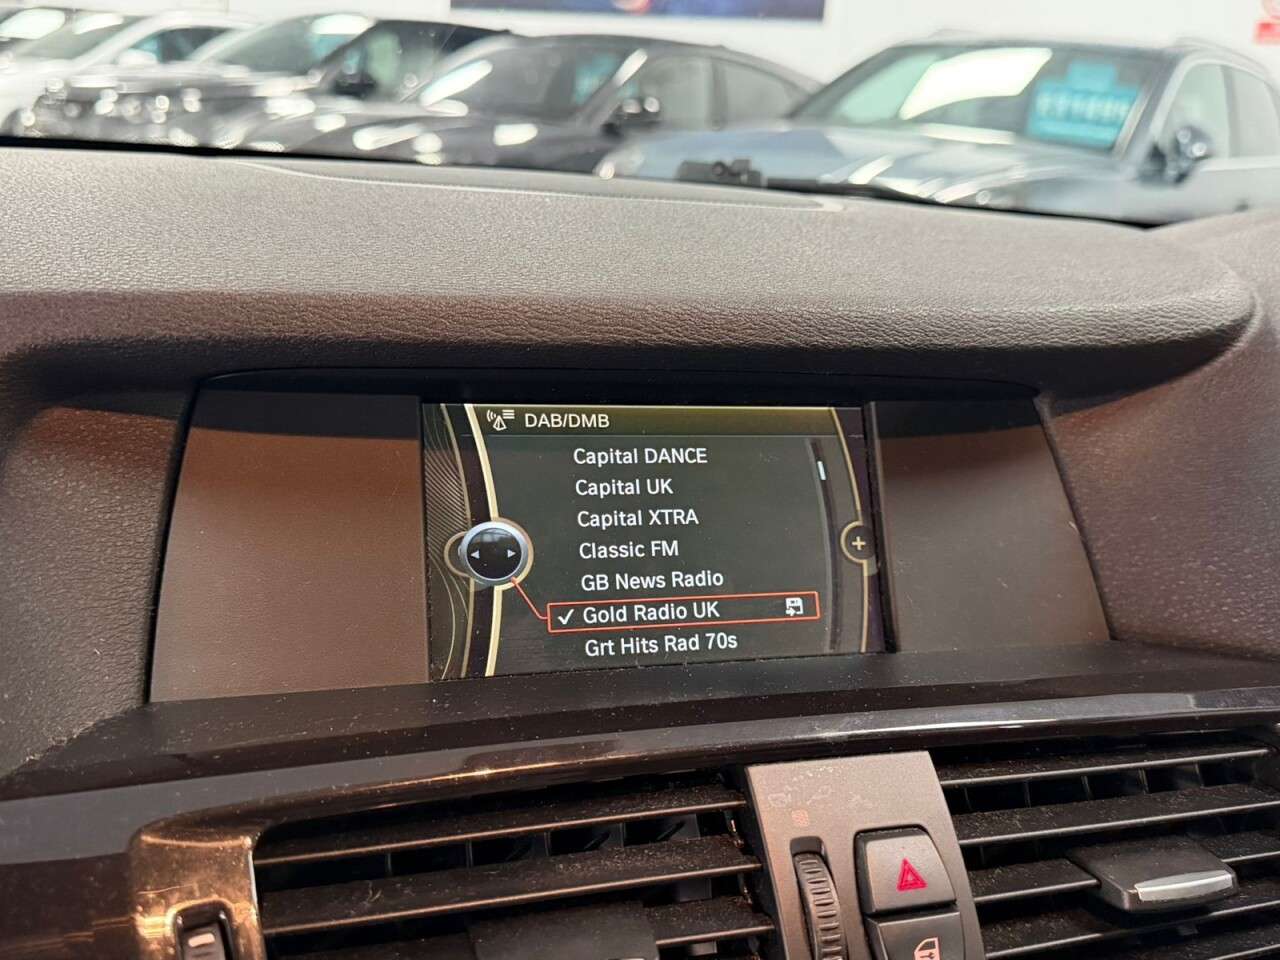 DAB/DMB
Capital DANCE
Capital UK
Capital XTRA
Classic FM
GB News Radio
Gold Radio UK
Grt Hits Rad 70s